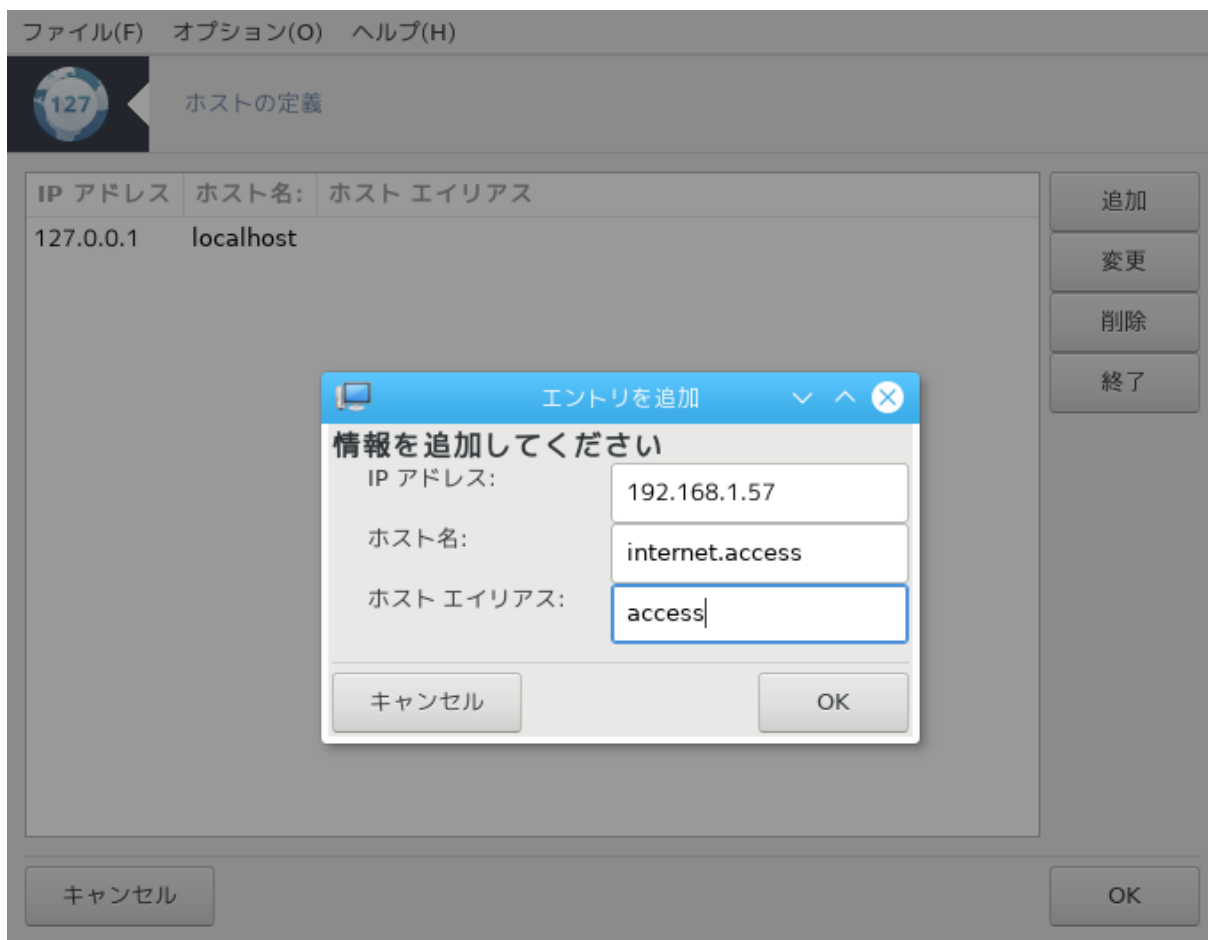 ファイル(F) オプション(O) ヘルプ(H)
127
ホストの定義
IP アドレス ホスト名: ホスト エイリアス
127.0.0.1 localhost
追加
変更
削除
終了
エントリを追加
情報を追加してください
IP アドレス: 192.168.1.57
ホスト名: internet.access
ホスト エイリアス: access
キャンセル OK
キャンセル OK